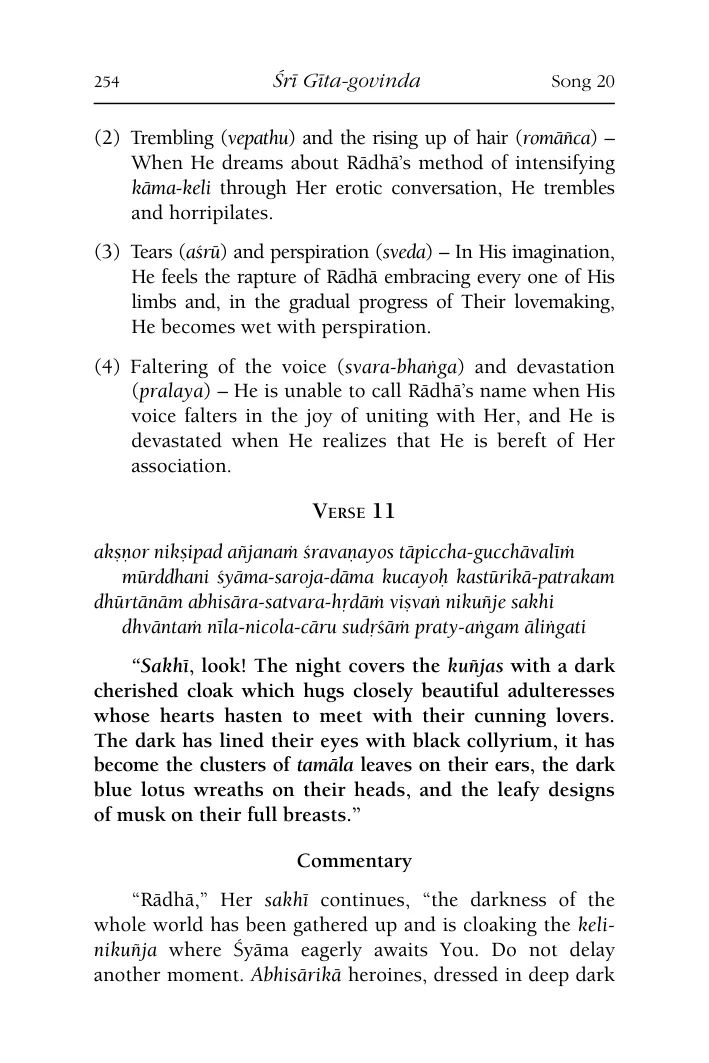 254 Śrī Gīta-govinda Song 20
(2) Trembling (vepathu) and the rising up of hair (romāñca) –
When He dreams about Rādhā’s method of intensifying
kāma-keli through Her erotic conversation, He trembles
and horripilates.
(3) Tears (aśrū) and perspiration (sveda) – In His imagination,
He feels the rapture of Rādhā embracing every one of His
limbs and, in the gradual progress of Their lovemaking,
He becomes wet with perspiration.
(4) Faltering of the voice (svara-bhaṅga) and devastation
(pralaya) – He is unable to call Rādhā’s name when His
voice falters in the joy of uniting with Her, and He is
devastated when He realizes that He is bereft of Her
association.
Verse 11
akṣṇor nikṣipad añjanaṁ śravaṇayos tāpiccha-gucchāvalīṁ
mūrddhani śyāma-saroja-dāma kucayoḥ kastūrikā-patrakam
dhūrtānām abhisāra-satvara-hṛdāṁ viṣvaṅ nikuñje sakhi
dhvāntaṁ nīla-nicola-cāru sudṛśāṁ praty-aṅgam āliṅgati
“Sakhī, look! The night covers the kuñjas with a dark
cherished cloak which hugs closely beautiful adulteresses
whose hearts hasten to meet with their cunning lovers.
The dark has lined their eyes with black collyrium, it has
become the clusters of tamāla leaves on their ears, the dark
blue lotus wreaths on their heads, and the leafy designs
of musk on their full breasts.”
Commentary
“Rādhā,” Her sakhī continues, “the darkness of the
whole world has been gathered up and is cloaking the keli-
nikuñja where Śyāma eagerly awaits You. Do not delay
another moment. Abhisārikā heroines, dressed in deep dark